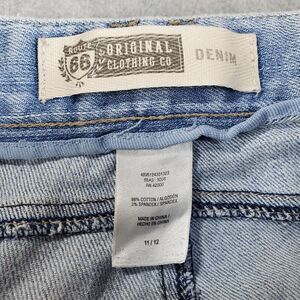 ROUTE
66
ORIGINAL
CLOTHING CO
DENIM
98% COTTON / ALGODÓN
2% SPANDEX / SPANDEX
MADE IN CHINA /
HECHO EN CHINA
11 / 12